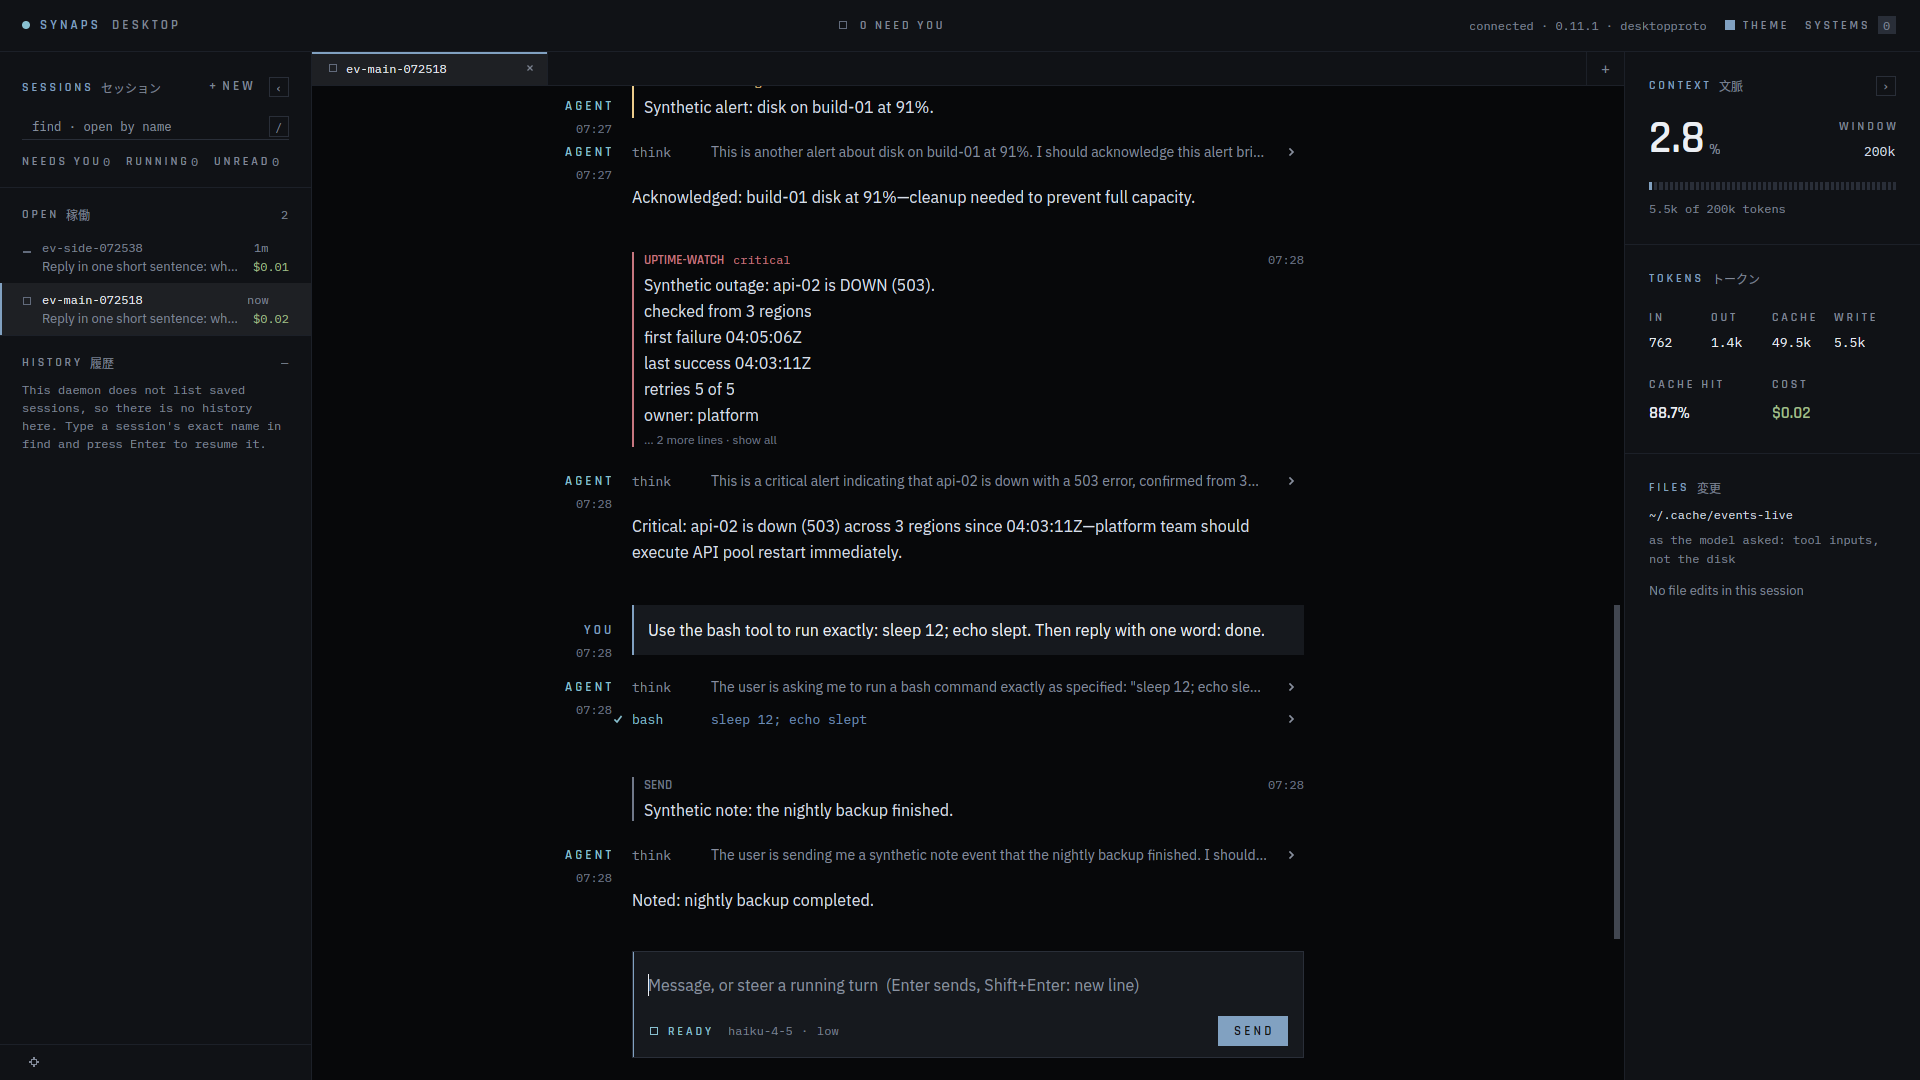 SYNAPS DESKTOP
0 NEED YOU
connected · 0.11.1 · desktopproto
THEME
SYSTEMS 0
SESSIONS セッション
+ NEW
‹
find · open by name
/
NEEDS YOU 0 RUNNING 0 UNREAD 0
OPEN 稼働
2
ev-side-072538
1m
Reply in one short sentence: wh...
$0.01
ev-main-072518
now
Reply in one short sentence: wh...
$0.02
HISTORY 履歴
—
This daemon does not list saved
sessions, so there is no history
here. Type a session's exact name in
find and press Enter to resume it.
ev-main-072518
×
+
AGENT
Synthetic alert: disk on build-01 at 91%.
07:27
AGENT
think
This is another alert about disk on build-01 at 91%. I should acknowledge this alert bri...
07:27
Acknowledged: build-01 disk at 91%—cleanup needed to prevent full capacity.
UPTIME-WATCH critical
07:28
Synthetic outage: api-02 is DOWN (503).
checked from 3 regions
first failure 04:05:06Z
last success 04:03:11Z
retries 5 of 5
owner: platform
... 2 more lines · show all
AGENT
think
This is a critical alert indicating that api-02 is down with a 503 error, confirmed from 3...
07:28
Critical: api-02 is down (503) across 3 regions since 04:03:11Z—platform team should
execute API pool restart immediately.
YOU
Use the bash tool to run exactly: sleep 12; echo slept. Then reply with one word: done.
07:28
AGENT
think
The user is asking me to run a bash command exactly as specified: "sleep 12; echo sle...
07:28
bash
sleep 12; echo slept
SEND
07:28
Synthetic note: the nightly backup finished.
AGENT
think
The user is sending me a synthetic note event that the nightly backup finished. I should...
07:28
Noted: nightly backup completed.
Message, or steer a running turn (Enter sends, Shift+Enter: new line)
READY haiku-4-5 · low
SEND
CONTEXT 文脈
›
2.8 %
WINDOW
200k
5.5k of 200k tokens
TOKENS トークン
IN OUT CACHE WRITE
762 1.4k 49.5k 5.5k
CACHE HIT COST
88.7% $0.02
FILES 変更
~/.cache/events-live
as the model asked: tool inputs,
not the disk
No file edits in this session